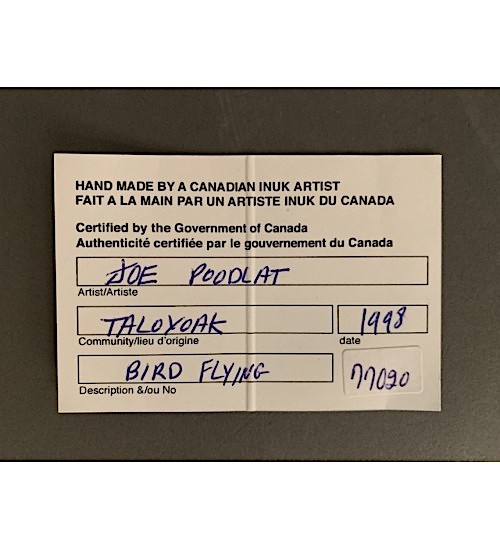 HAND MADE BY A CANADIAN INUK ARTIST
FAIT A LA MAIN PAR UN ARTISTE INUK DU CANADA
Certified by the Government of Canada
Authenticité certifiée par le gouvernement du Canada
JOE POODLAT
Artist/Artiste
TALOYOAK 1998
Community/lieu d'origine date
BIRD FLYING 77020
Description &/ou No